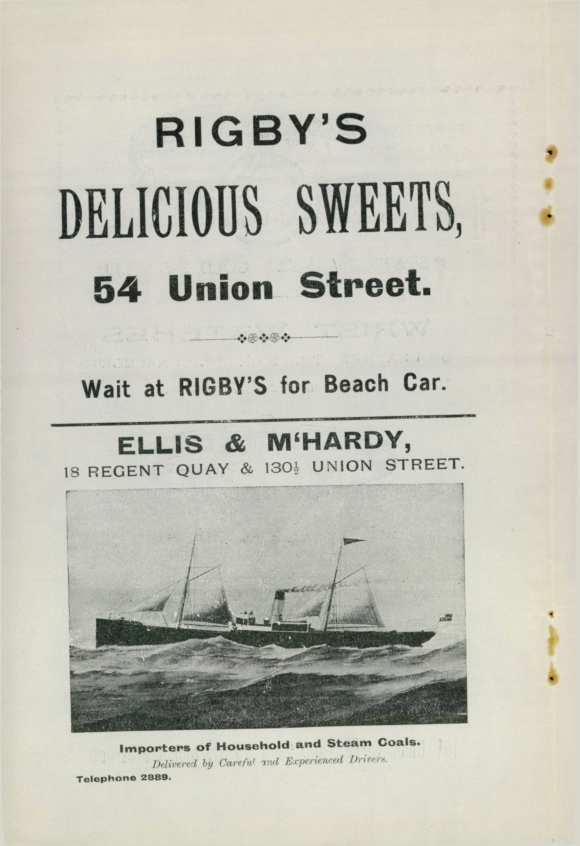 RIGBY'S
DELICIOUS SWEETS,
54 Union Street.
Wait at RIGBY'S for Beach Car.
ELLIS & M‘HARDY,
18 REGENT QUAY & 130½ UNION STREET.
Importers of Household and Steam Coals.
Delivered by Careful and Experienced Drivers.
Telephone 2889.